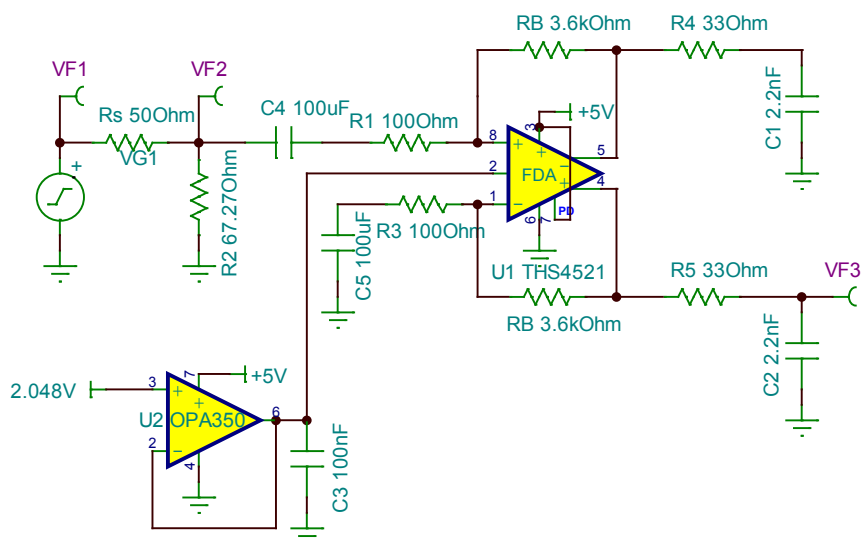 RB 3.6kOhm
R4 33Ohm
VF1
VF2
C1 2.2nF
Rs 50Ohm
C4 100uF
R1 100Ohm
+5V
VG1
8
3
+
+
5
2
FDA
+
4
1
PD
6
7
R2 67.27Ohm
C5 100uF
R3 100Ohm
U1 THS4521
R5 33Ohm
VF3
RB 3.6kOhm
C2 2.2nF
+5V
2.048V
3
7
+
+
U2 OPA350
6
2
4
C3 100nF